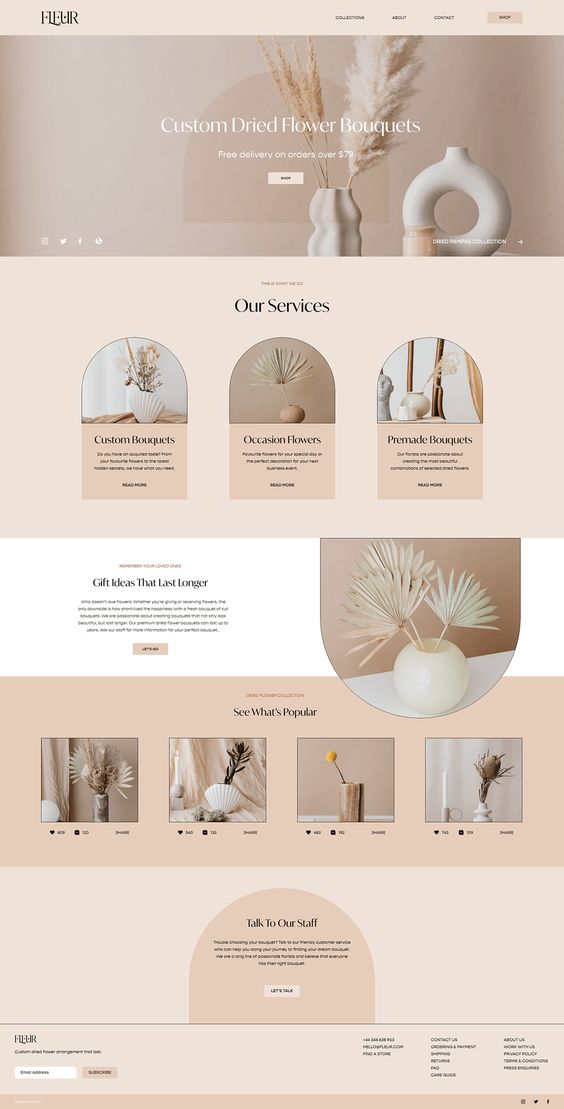 FLEUR
COLLECTIONS
ABOUT
CONTACT
SHOP
Custom Dried Flower Bouquets
Free delivery on orders over $79
SHOP
DRIED PAMPAS COLLECTION
THIS IS WHAT WE DO
Our Services
Custom Bouquets
Do you have an acquired taste? From
your favourite flowers to the rarest
hidden secrets, we have what you need.
READ MORE
Occasion Flowers
Favourite flowers for your special day or
the perfect decoration for your next
business event.
READ MORE
Premade Bouquets
Our florists are passionate about
creating the most beautiful
combinations of selected dried flowers.
READ MORE
REMEMBER YOUR LOVED ONES
Gift Ideas That Last Longer
Who doesn't love flowers! Whether you're giving or receiving flowers, the
only downside is how short-lived the happiness with a fresh bouquet of cut
bouquets. We are passionate about creating bouquets that not only look
beautiful, but last longer. Our premium dried flower bouquets can last up to
years. Ask our staff for more information for your perfect bouquet.
LET'S GO
DRIED FLOWER COLLECTION
See What's Popular
609 120 SHARE
540 133 SHARE
463 192 SHARE
743 109 SHARE
Talk To Our Staff
Trouble choosing your bouquet? Talk to our friendly customer service
who can help you along your journey to finding your dream bouquet.
We are a long line of passionate florists and believe that everyone
has their right bouquet.
LET'S TALK
FLEUR
Custom dried flower arrangement that last.
Email Address
SUBSCRIBE
+44 346 638 903
HELLO@FLEUR.COM
FIND A STORE
CONTACT US
ORDERING & PAYMENT
SHIPPING
RETURNS
FAQ
CARE GUIDE
ABOUT US
WORK WITH US
PRIVACY POLICY
TERMS & CONDITIONS
PRESS ENQUIRIES